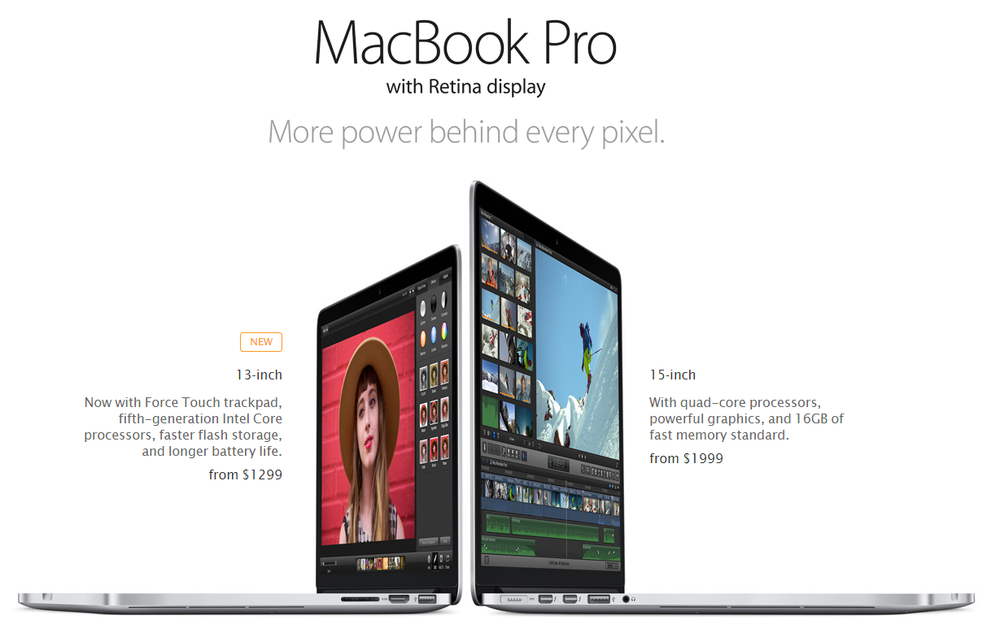 MacBook Pro
with Retina display
More power behind every pixel.
NEW
13-inch
Now with Force Touch trackpad,
fifth-generation Intel Core
processors, faster flash storage,
and longer battery life.
from $1299
15-inch
With quad-core processors,
powerful graphics, and 16GB of
fast memory standard.
from $1999